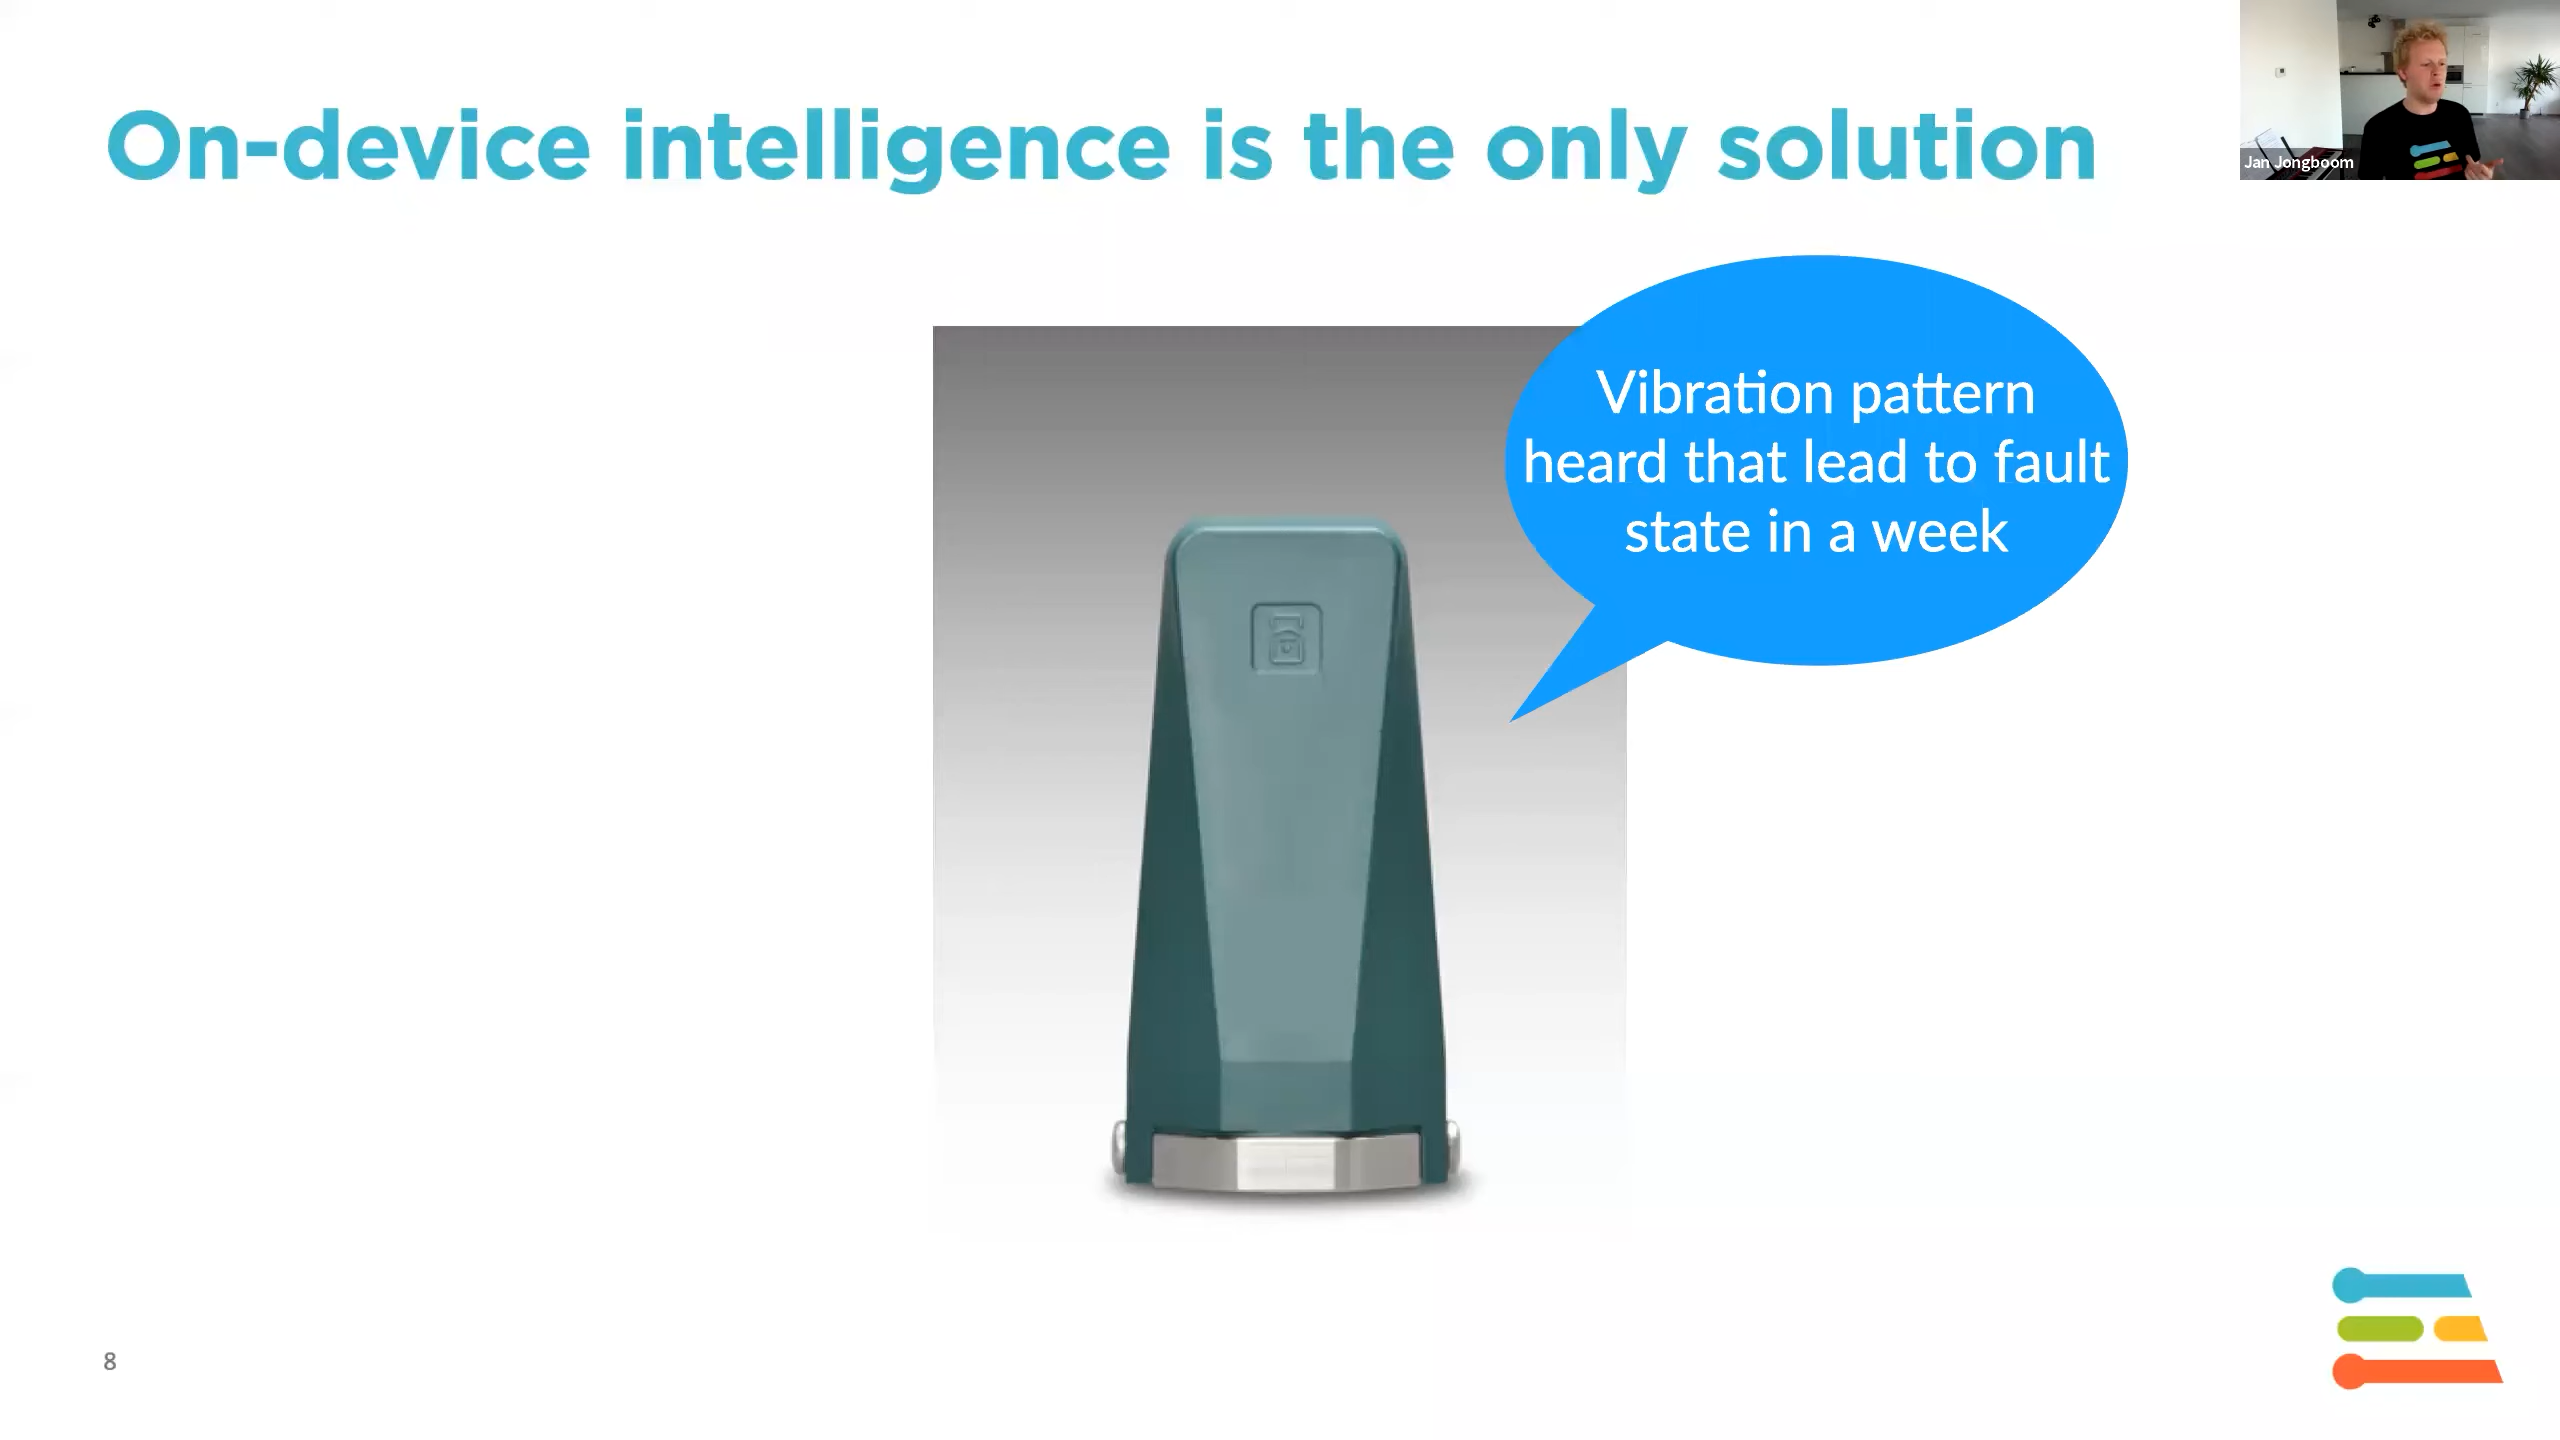 On-device intelligence is the only solution
Jan Jongboom
Vibration pattern
heard that lead to fault
state in a week
8